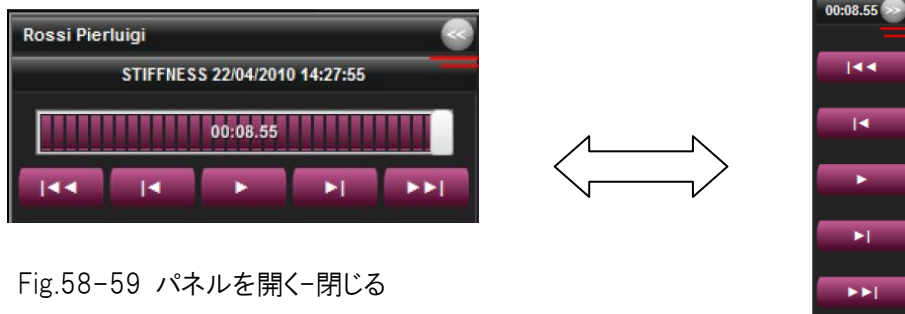 Rossi Pierluigi <<
STIFFNESS 22/04/2010 14:27:55
00:08.55
|◄◄ |◄ ► ►| ►►|
00:08.55 >>
|◄◄
|◄
►
►|
►►|
Fig.58-59 パネルを開く-閉じる